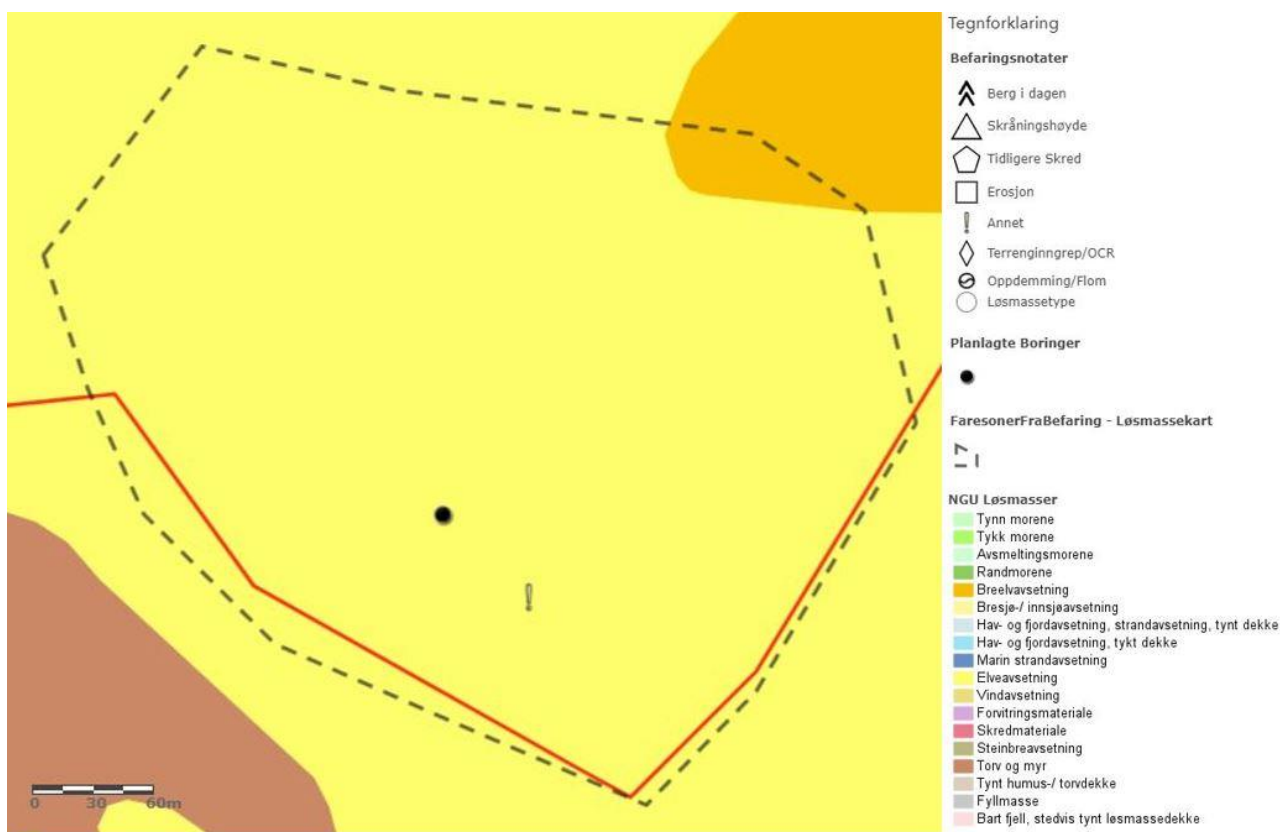 Tegnforklaring
Befaringsnotater
Berg i dagen
Skråningshøyde
Tidligere Skred
Erosjon
Annet
Terrenginngrep/OCR
Oppdemming/Flom
Løsmassetype
Planlagte Boringer
FaresonerFraBefaring - Løsmassekart
NGU Løsmasser
Tynn morene
Tykk morene
Avsmeltingsmorene
Randmorene
Breelvavsetning
Bresjø-/ innsjøavsetning
Hav- og fjordavsetning, strandavsetning, tynt dekke
Hav- og fjordavsetning, tykt dekke
Marin strandavsetning
Elveavsetning
Vindavsetning
Forvitringsmateriale
Skredmateriale
Steinbreavsetning
Torv og myr
Tynt humus-/ torvdekke
Fyllmasse
Bart fjell, stedvis tynt løsmassedekke
0 30 60m